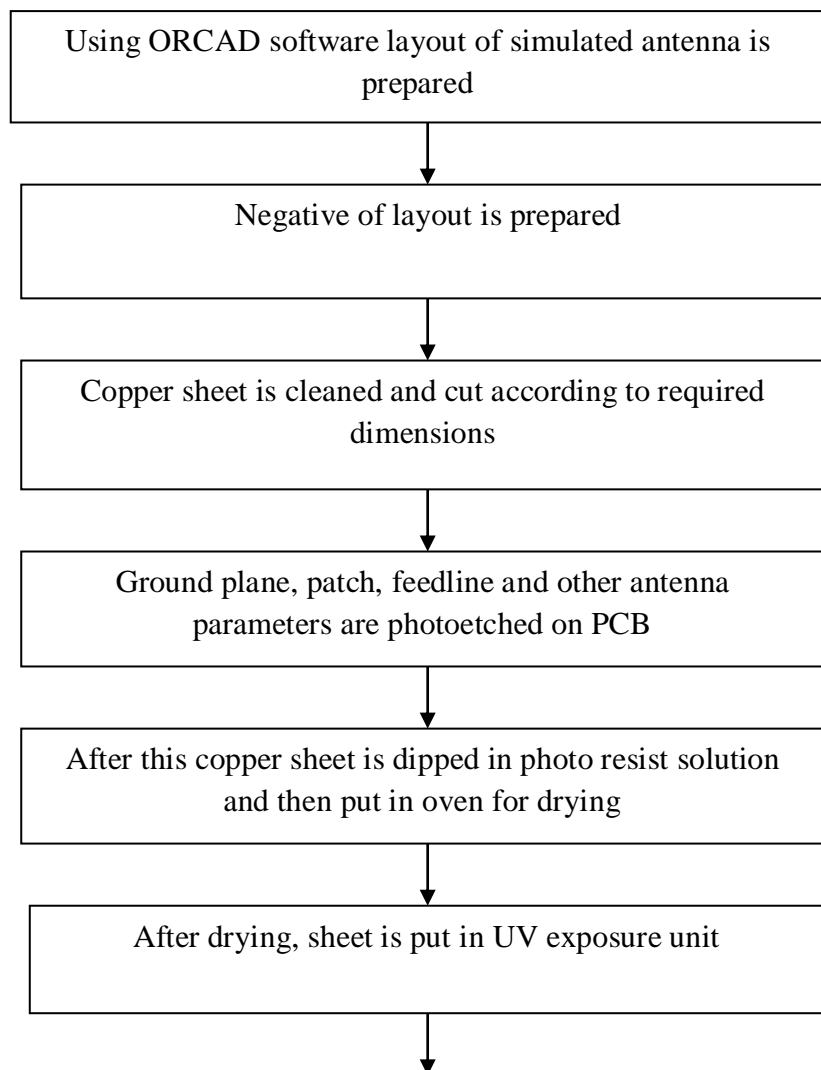 Using ORCAD software layout of simulated antenna is
prepared
Negative of layout is prepared
Copper sheet is cleaned and cut according to required
dimensions
Ground plane, patch, feedline and other antenna
parameters are photoetched on PCB
After this copper sheet is dipped in photo resist solution
and then put in oven for drying
After drying, sheet is put in UV exposure unit